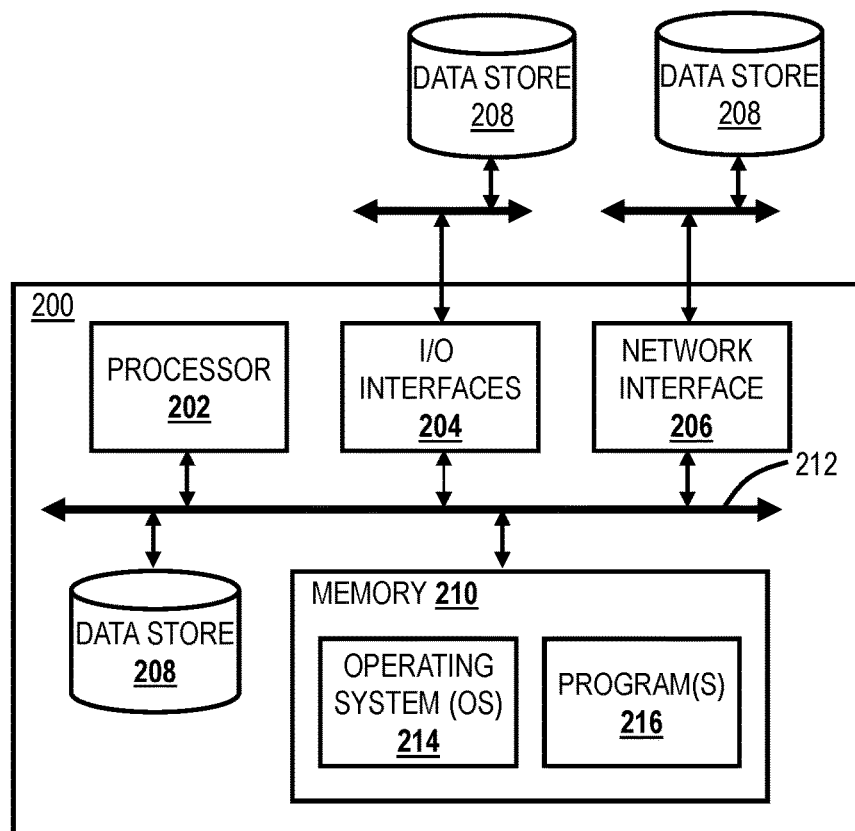 DATA STORE
208
DATA STORE
208
200
PROCESSOR
202
I/O
INTERFACES
204
NETWORK
INTERFACE
206
212
DATA STORE
208
MEMORY 210
OPERATING
SYSTEM (OS)
214
PROGRAM(S)
216